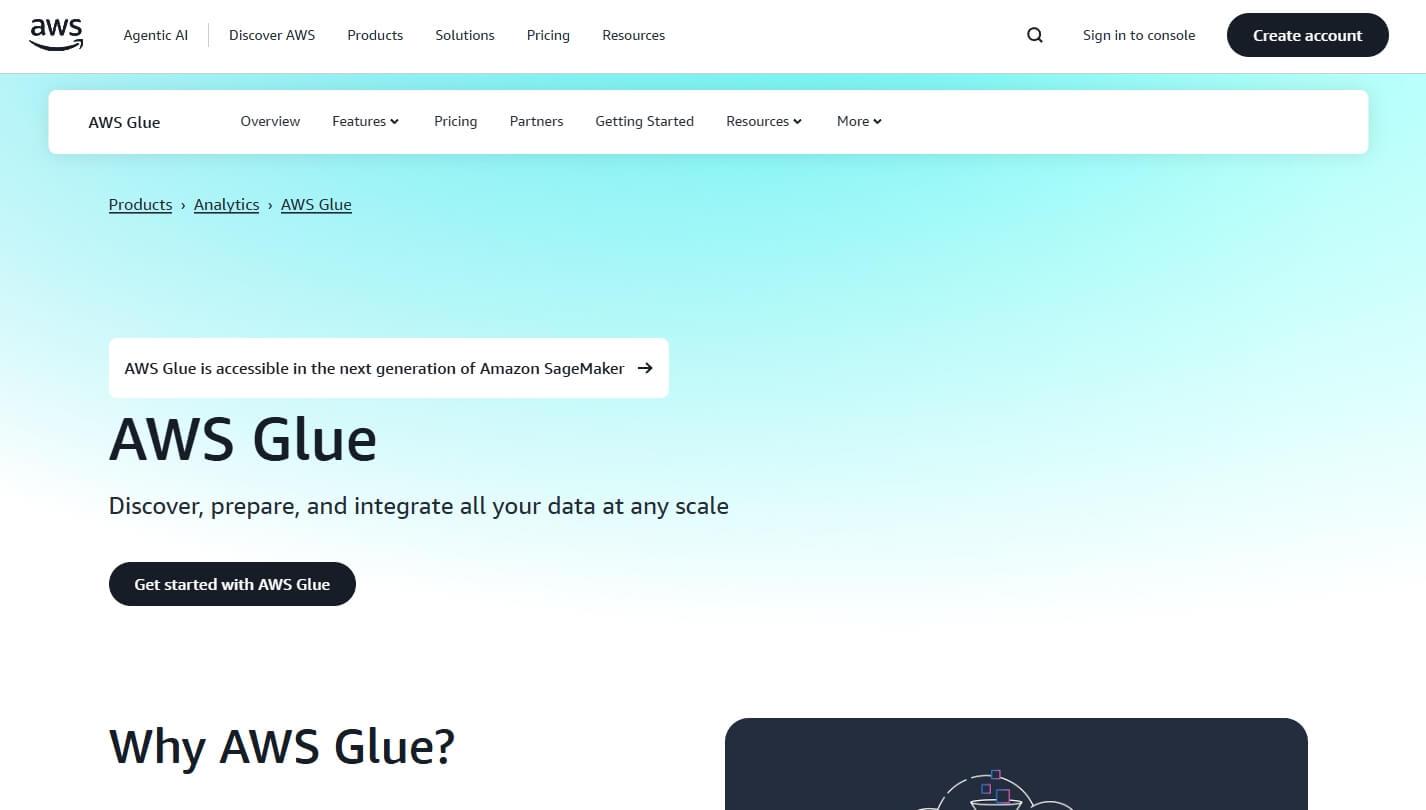 aws
Agentic AI
Discover AWS
Products
Solutions
Pricing
Resources
Sign in to console
Create account
AWS Glue
Overview
Features
Pricing
Partners
Getting Started
Resources
More
Products › Analytics › AWS Glue
AWS Glue is accessible in the next generation of Amazon SageMaker →
AWS Glue
Discover, prepare, and integrate all your data at any scale
Get started with AWS Glue
Why AWS Glue?